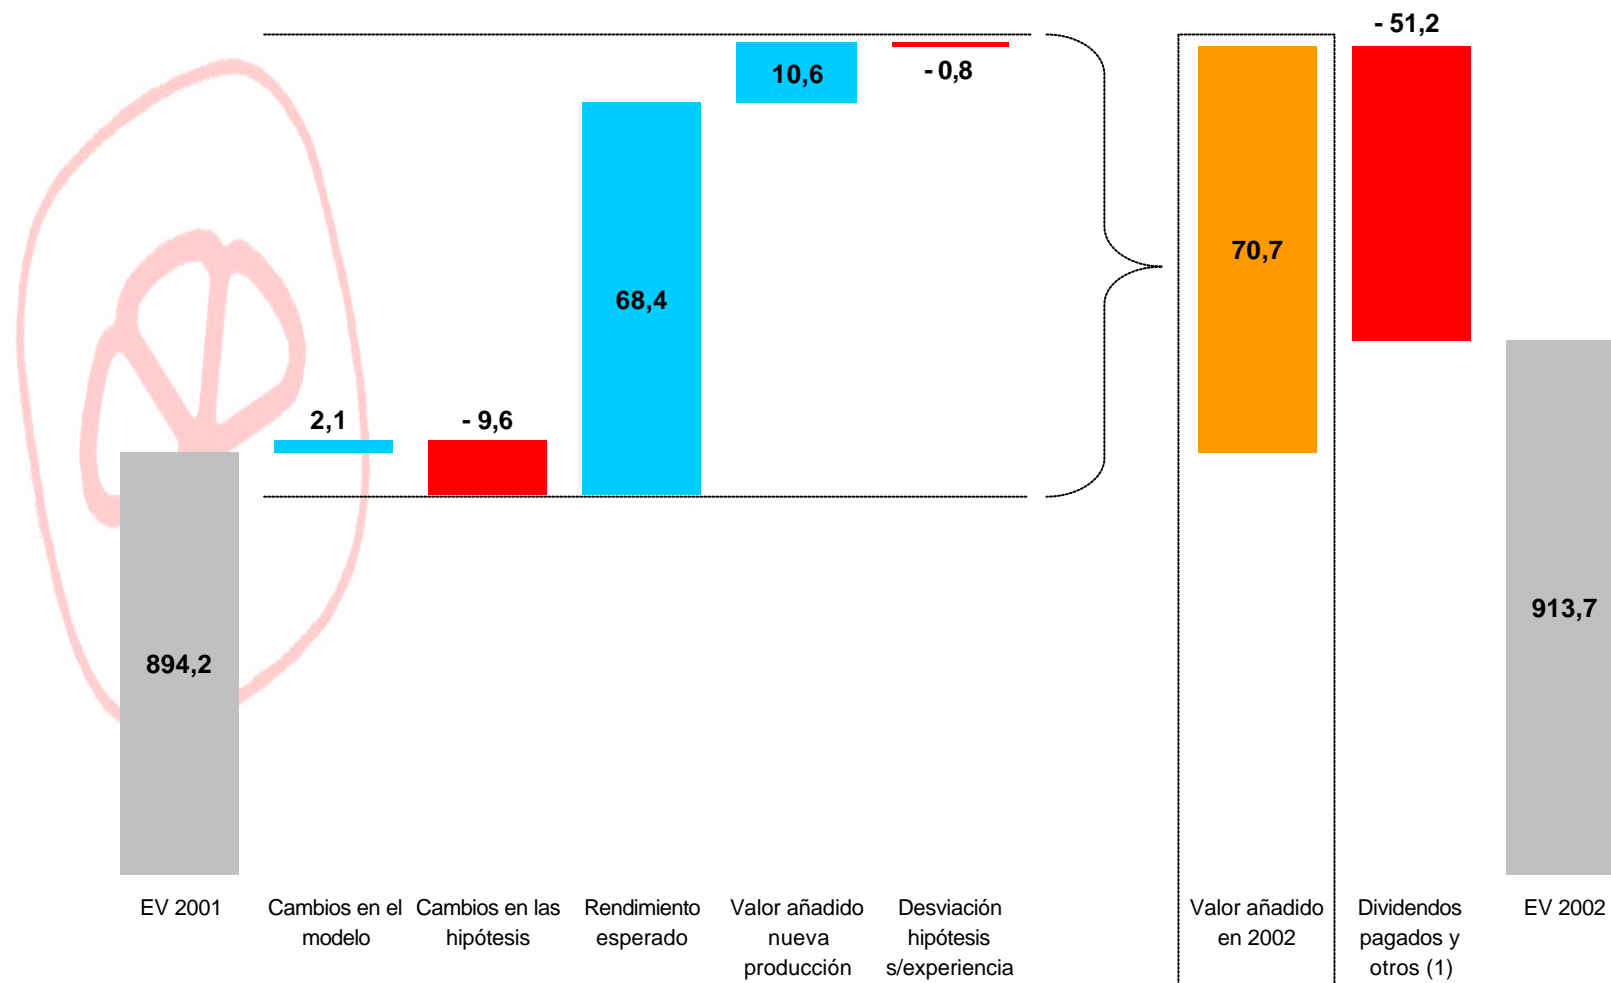 - 51,2
10,6
- 0,8
70,7
68,4
2,1
- 9,6
913,7
894,2
EV 2001
Cambios en el
modelo
Cambios en las
hipótesis
Rendimiento
esperado
Valor añadido
nueva
producción
Desviación
hipótesis
s/experiencia
Valor añadido
en 2002
Dividendos
pagados y
otros (1)
EV 2002